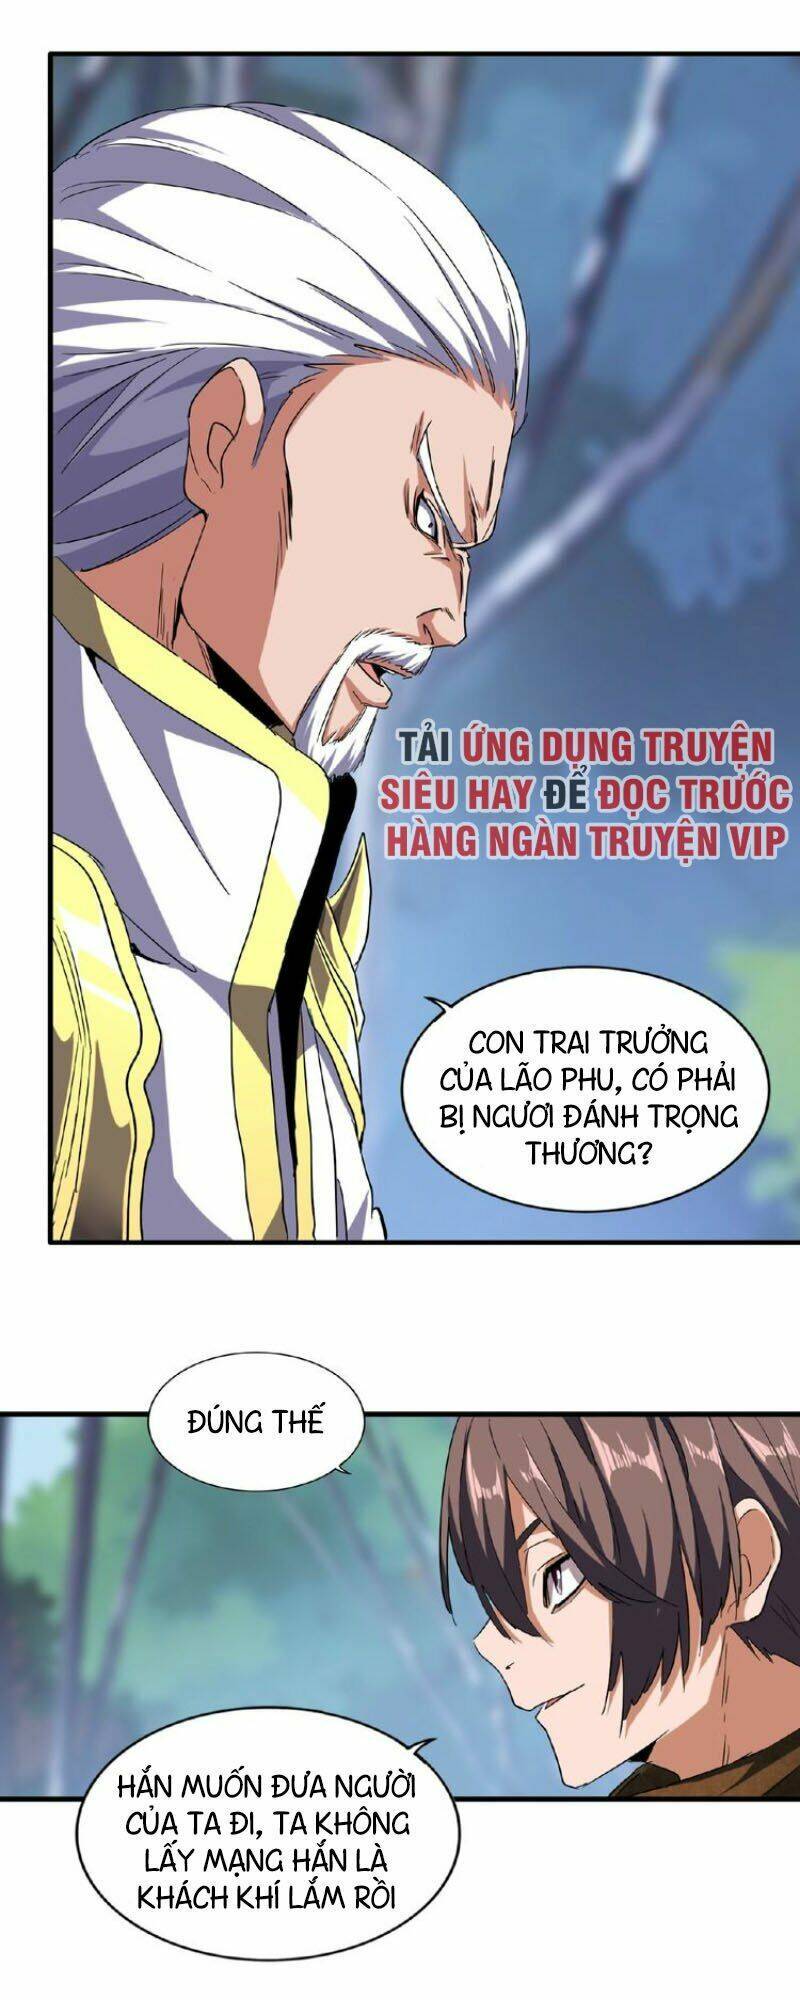 TẢI ỨNG DỤNG TRUYỆN
SIÊU HAY ĐỂ ĐỌC TRƯỚC
HÀNG NGÀN TRUYỆN VIP
CON TRAI TRƯỞNG
CỦA LÃO PHU, CÓ PHẢI
BỊ NGƯƠI ĐÁNH TRỌNG
THƯƠNG?
ĐÚNG THẾ
HẮN MUỐN ĐƯA NGƯỜI
CỦA TA ĐI, TA KHÔNG
LẤY MẠNG HẮN LÀ
KHÁCH KHÍ LẮM RỒI